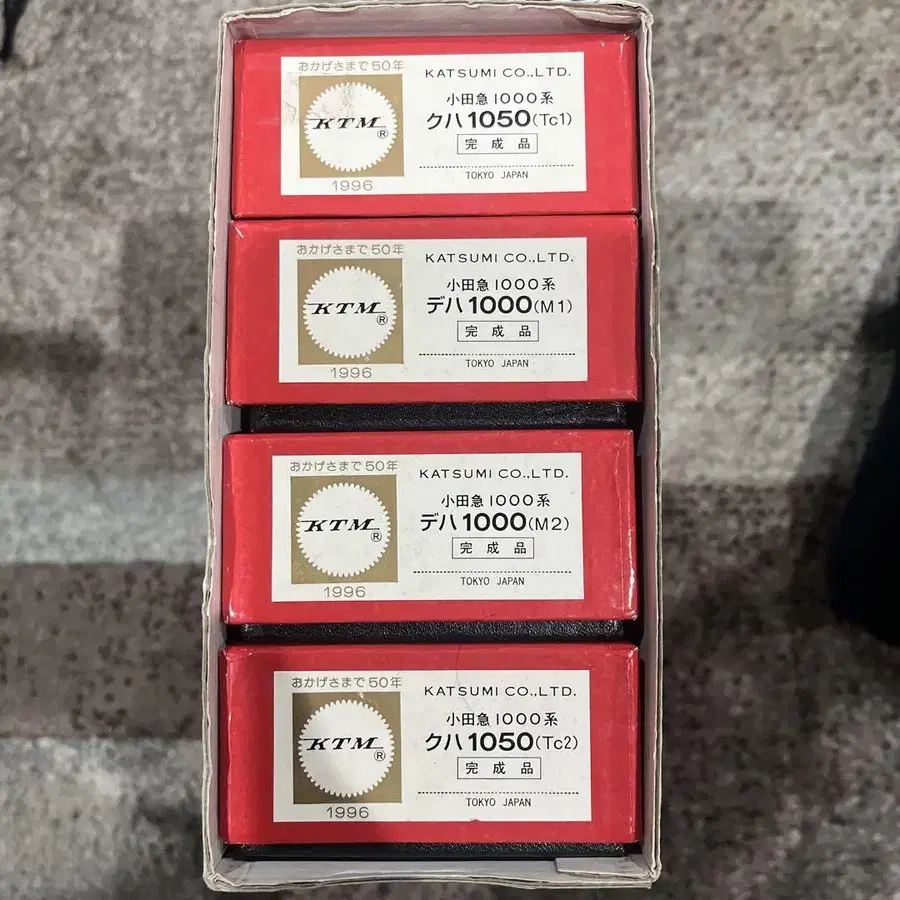 おかげさまで50年
KTM®
1996
KATSUMI CO.,LTD.
小田急1000系
クハ1050(Tc1)
完成品
TOKYO JAPAN
おかげさまで50年
KTM®
1996
KATSUMI CO.,LTD.
小田急1000系
デハ1000(M1)
完成品
TOKYO JAPAN
おかげさまで50年
KTM®
1996
KATSUMI CO.,LTD.
小田急1000系
デハ1000(M2)
完成品
TOKYO JAPAN
おかげさまで50年
KTM®
1996
KATSUMI CO.,LTD.
小田急1000系
クハ1050(Tc2)
完成品
TOKYO JAPAN